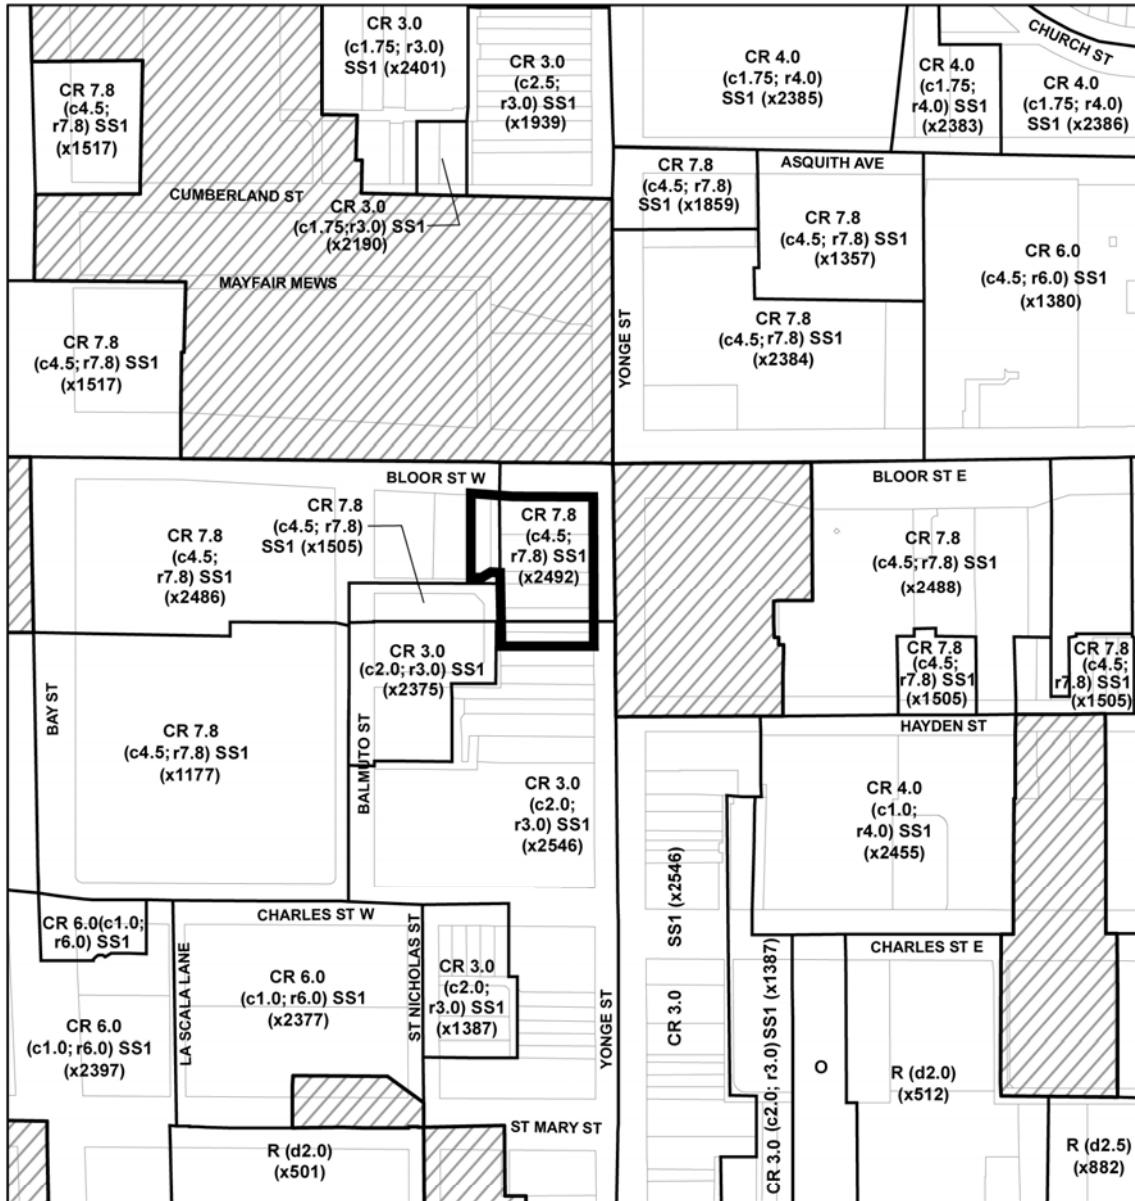 CR 3.0
(c1.75; r3.0)
SS1 (x2401)
CR 3.0
(c2.5;
r3.0) SS1
(x1939)
CR 4.0
(c1.75; r4.0)
SS1 (x2385)
CR 4.0
(c1.75;
r4.0) SS1
(x2383)
CHURCH ST
CR 4.0
(c1.75; r4.0)
SS1 (x2386)
CR 7.8
(c4.5;
r7.8) SS1
(x1517)
CUMBERLAND ST
CR 3.0
(c1.75;r3.0) SS1
(x2190)
CR 7.8
(c4.5; r7.8)
SS1 (x1859)
ASQUITH AVE
CR 7.8
(c4.5; r7.8) SS1
(x1357)
CR 6.0
(c4.5; r6.0) SS1
(x1380)
MAYFAIR MEWS
CR 7.8
(c4.5; r7.8) SS1
(x1517)
YONGE ST
CR 7.8
(c4.5; r7.8) SS1
(x2384)
BLOOR ST W
BLOOR ST E
CR 7.8
(c4.5;
r7.8) SS1
(x2486)
CR 7.8
(c4.5; r7.8)
SS1 (x1505)
CR 7.8
(c4.5;
r7.8) SS1
(x2492)
CR 7.8
(c4.5; r7.8) SS1
(x2488)
CR 7.8
(c4.5;
r7.8) SS1
(x1505)
CR 7.8
(c4.5;
r7.8) SS1
(x1505)
BAY ST
CR 3.0
(c2.0; r3.0) SS1
(x2375)
CR 7.8
(c4.5; r7.8) SS1
(x1177)
BALMUTO ST
HAYDEN ST
CR 3.0
(c2.0;
r3.0) SS1
(x2546)
CR 4.0
(c1.0;
r4.0) SS1
(x2455)
CR 3.0
SS1 (x2546)
CR 6.0(c1.0;
r6.0) SS1
CHARLES ST W
CHARLES ST E
LA SCALA LANE
CR 6.0
(c1.0; r6.0) SS1
(x2377)
ST NICHOLAS ST
CR 3.0
(c2.0;
r3.0) SS1
(x1387)
YONGE ST
CR 3.0 (c2.0; r3.0) SS1 (x1387)
CR 6.0
(c1.0; r6.0) SS1
(x2397)
O
R (d2.0)
(x512)
ST MARY ST
R (d2.0)
(x501)
R (d2.5)
(x882)